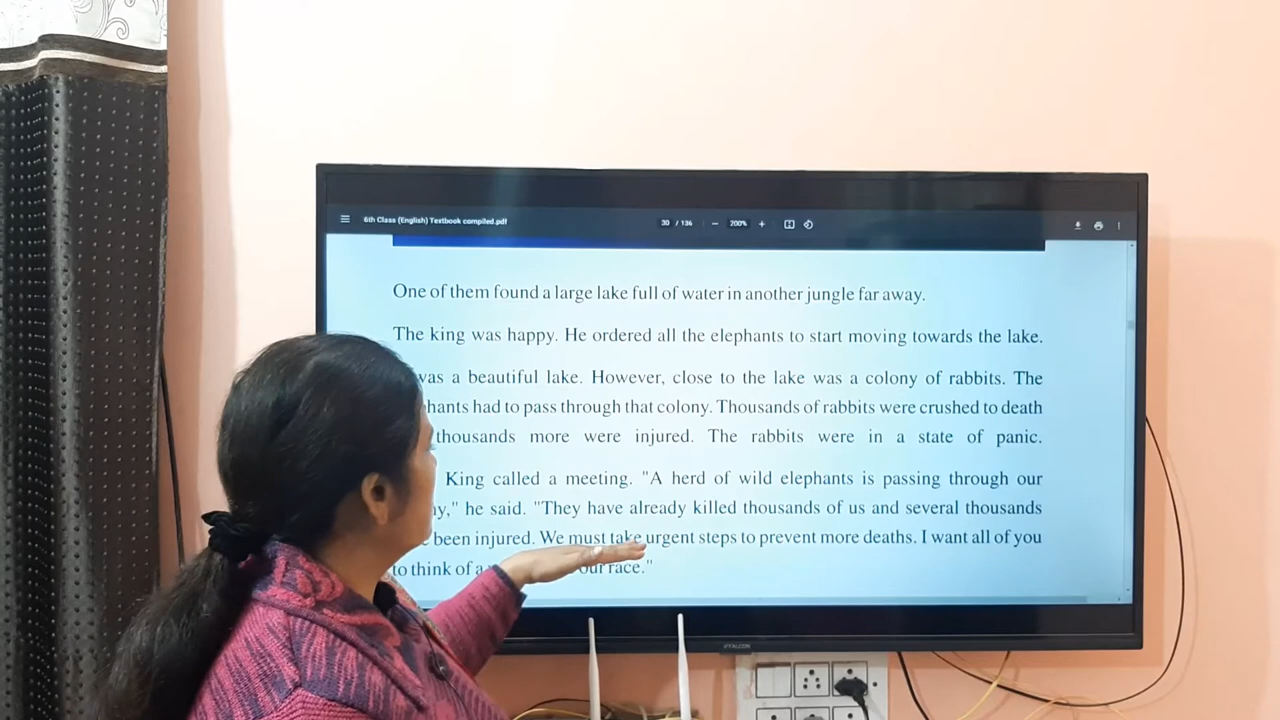 6th Class (English) Textbook compiled.pdf
30 / 136
200%
One of them found a large lake full of water in another jungle far away.
The king was happy. He ordered all the elephants to start moving towards the lake.
was a beautiful lake. However, close to the lake was a colony of rabbits. The
hants had to pass through that colony. Thousands of rabbits were crushed to death
thousands more were injured. The rabbits were in a state of panic.
King called a meeting. "A herd of wild elephants is passing through our
ny," he said. "They have already killed thousands of us and several thousands
been injured. We must take urgent steps to prevent more deaths. I want all of you
to think of a our race."